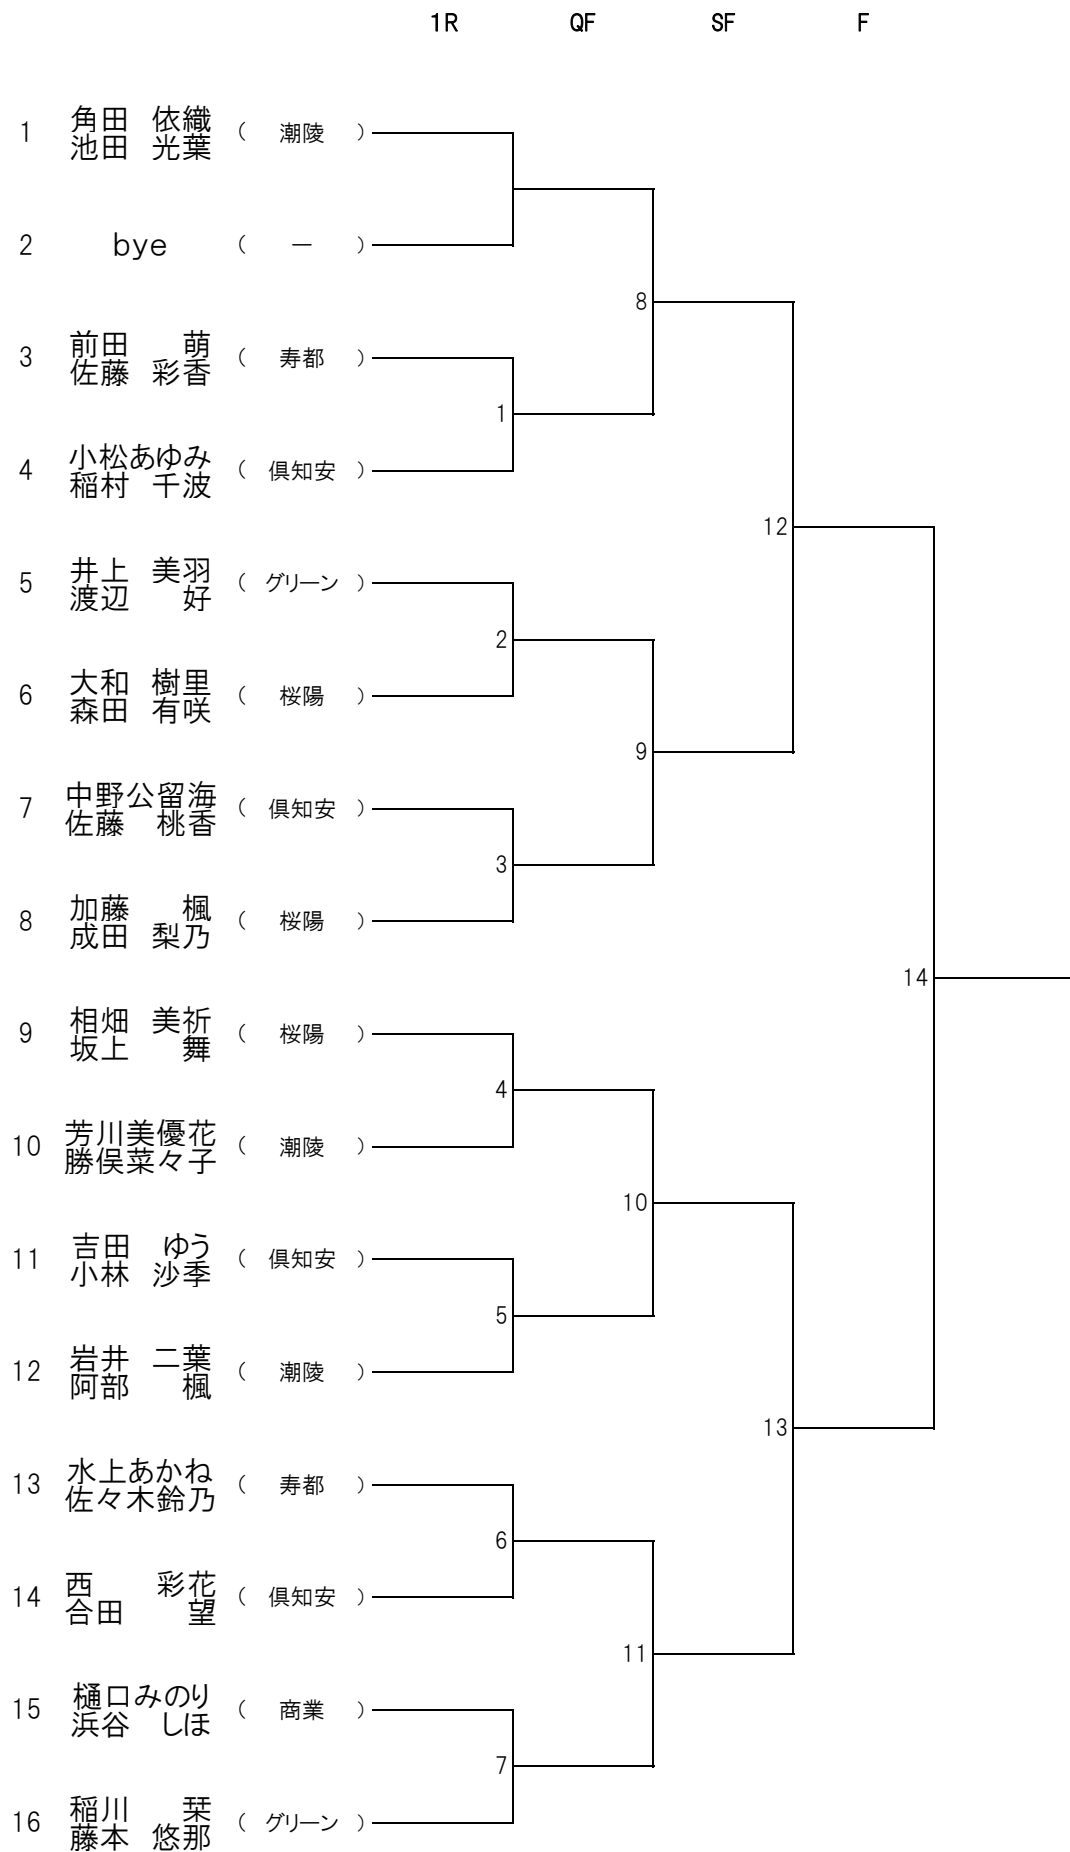 1R QF SF F
1 角田 依織 ( 潮陵 )
池田 光葉
2 bye ( ー )
8
3 前田 萌 ( 寿都 )
佐藤 彩香
1
4 小松あゆみ ( 倶知安 )
稲村 千波
12
5 井上 美羽 ( グリーン )
渡辺 好
2
6 大和 樹里 ( 桜陽 )
森田 有咲
9
7 中野公留海 ( 倶知安 )
佐藤 桃香
3
8 加藤 楓 ( 桜陽 )
成田 梨乃
14
9 相畑 美祈 ( 桜陽 )
坂上 舞
4
10 芳川美優花 ( 潮陵 )
勝俣菜々子
10
11 吉田 ゆう ( 倶知安 )
小林 沙季
5
12 岩井 二葉 ( 潮陵 )
阿部 楓
13
13 水上あかね ( 寿都 )
佐々木鈴乃
6
14 西 彩花 ( 倶知安 )
合田 望
11
15 樋口みのり ( 商業 )
浜谷 しほ
7
16 稲川 栞 ( グリーン )
藤本 悠那